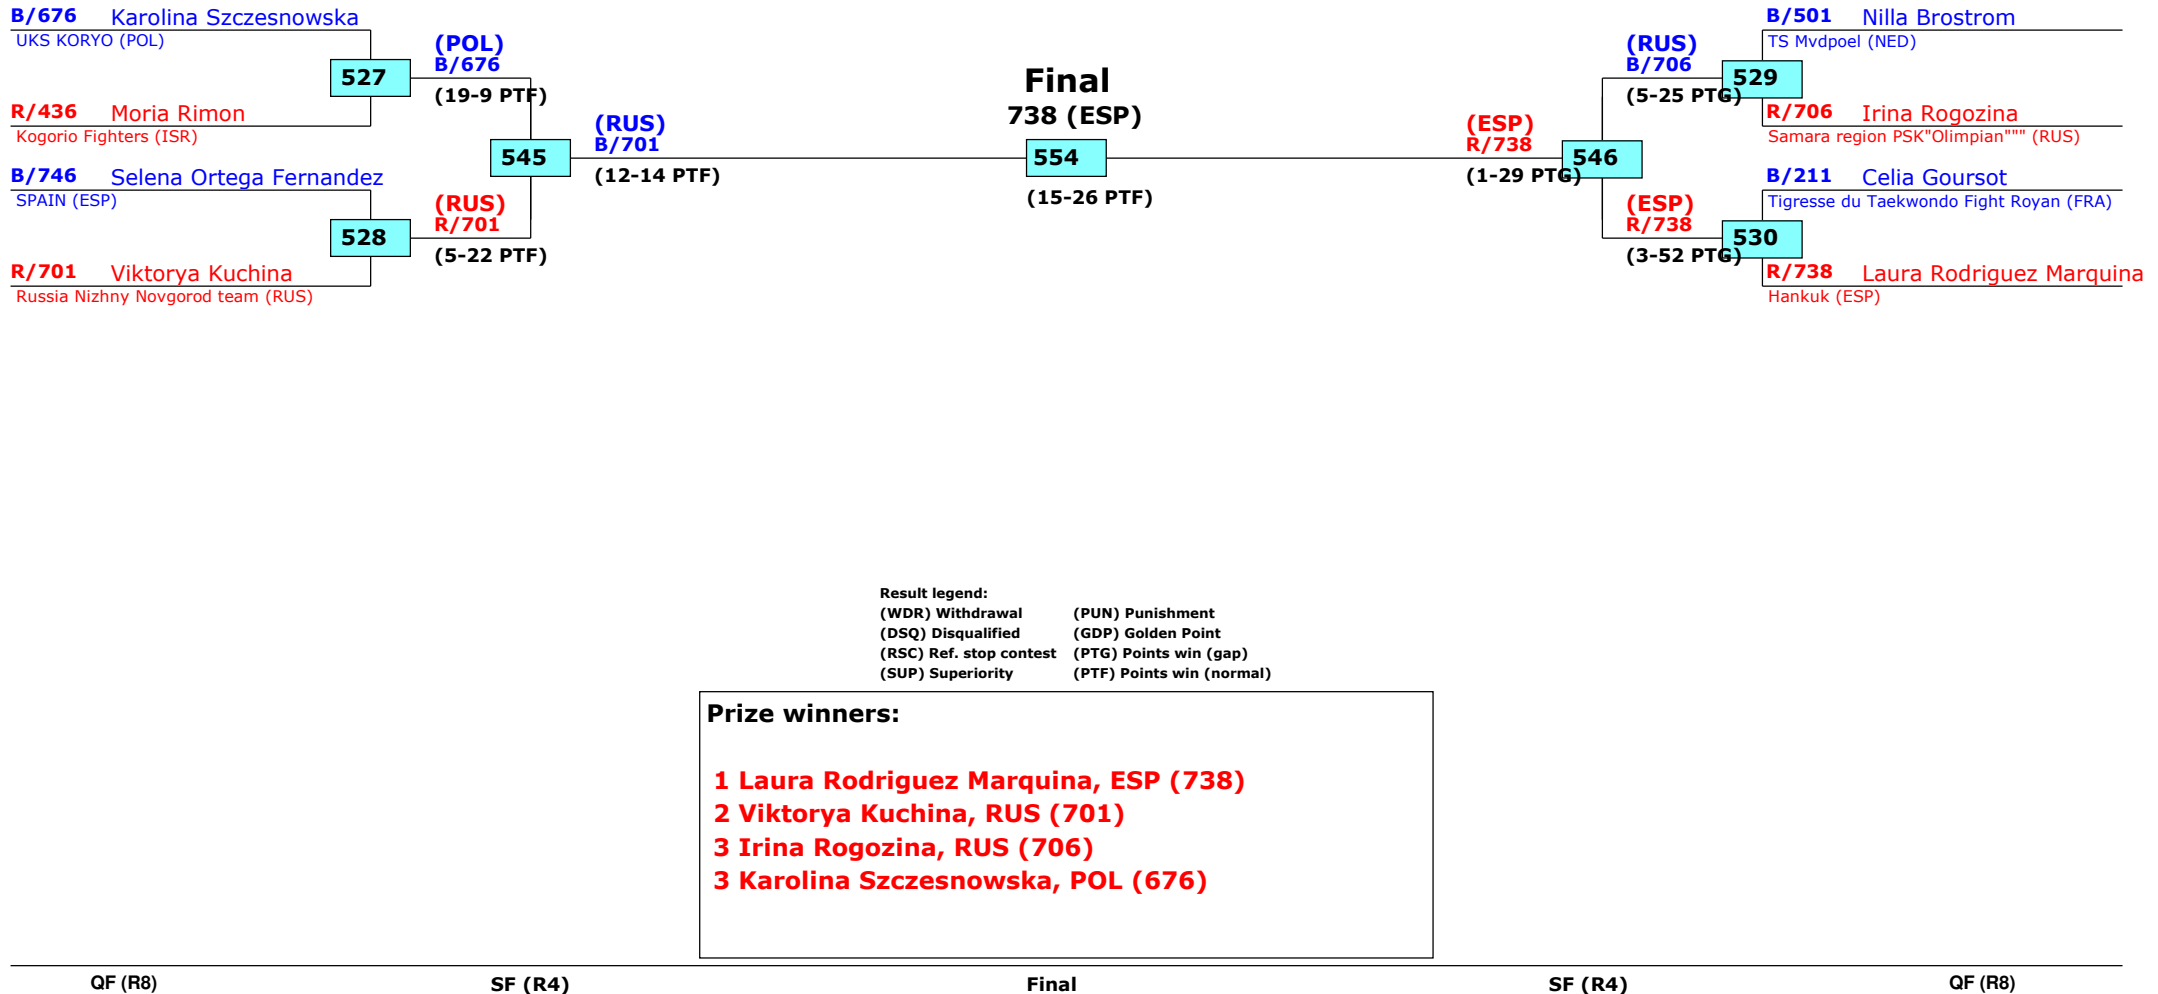 B/676 Karolina Szczesnowska
UKS KORYO (POL)
527
R/436 Moria Rimon
Kogorio Fighters (ISR)
B/746 Selena Ortega Fernandez
SPAIN (ESP)
528
R/701 Viktorya Kuchina
Russia Nizhny Novgorod team (RUS)
(POL)
B/676
(19-9 PTF)
545
(RUS)
R/701
(5-22 PTF)
(RUS)
B/701
(12-14 PTF)
Final
738 (ESP)
554
(15-26 PTF)
(ESP)
R/738
(1-29 PTG)
546
(RUS)
B/706
(5-25 PTG)
(ESP)
R/738
(3-52 PTG)
B/501 Nilla Brostrom
TS Mvdpoel (NED)
529
R/706 Irina Rogozina
Samara region PSK"Olimpian""" (RUS)
B/211 Celia Goursot
Tigresse du Taekwondo Fight Royan (FRA)
530
R/738 Laura Rodriguez Marquina
Hankuk (ESP)
Result legend:
(WDR) Withdrawal (PUN) Punishment
(DSQ) Disqualified (GDP) Golden Point
(RSC) Ref. stop contest (PTG) Points win (gap)
(SUP) Superiority (PTF) Points win (normal)
Prize winners:
1 Laura Rodriguez Marquina, ESP (738)
2 Viktorya Kuchina, RUS (701)
3 Irina Rogozina, RUS (706)
3 Karolina Szczesnowska, POL (676)
QF (R8) SF (R4) Final SF (R4) QF (R8)